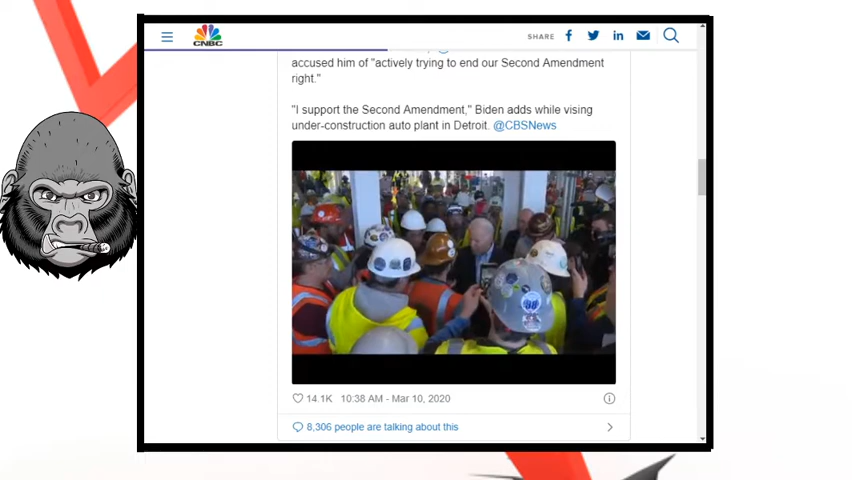 CNBC
SHARE
accused him of "actively trying to end our Second Amendment
right."
"I support the Second Amendment," Biden adds while vising
under-construction auto plant in Detroit. @CBSNews
14.1K 10:38 AM - Mar 10, 2020
8,306 people are talking about this